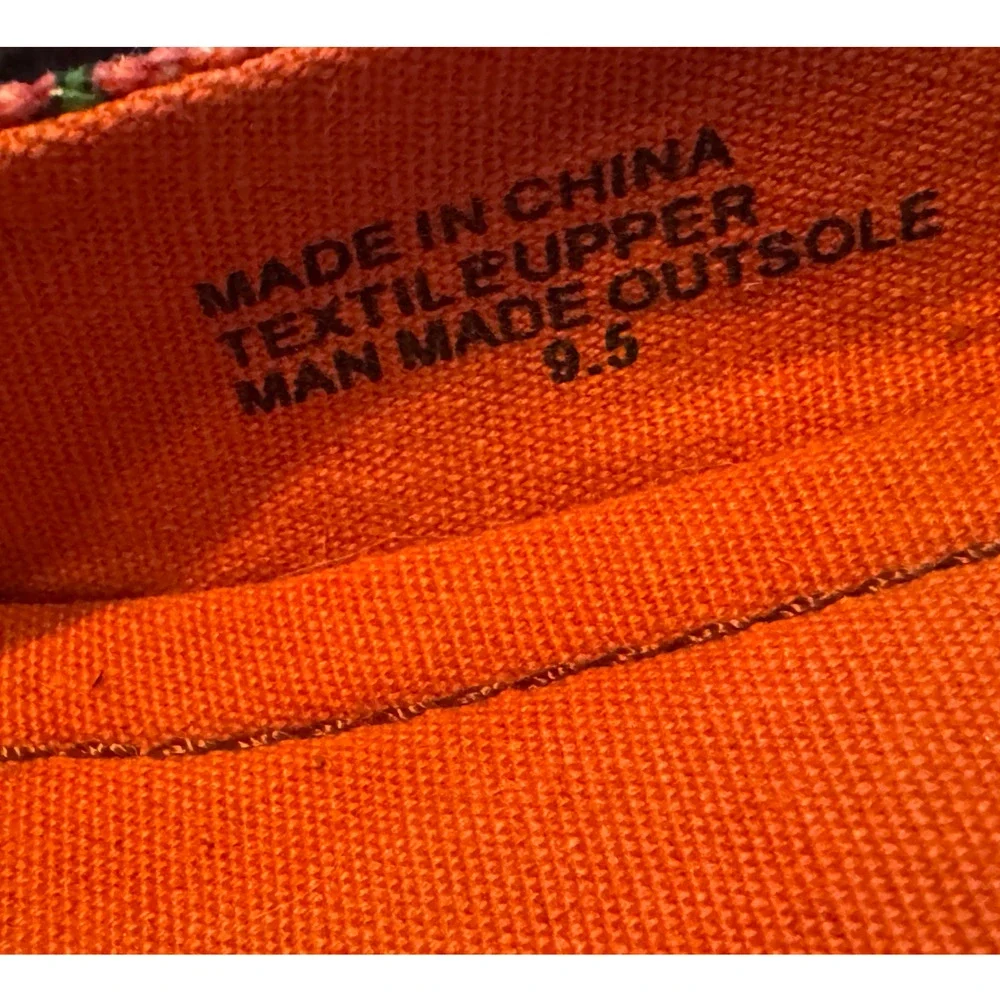 MADE IN CHINA
TEXTILE UPPER
MAN MADE OUTSOLE
9.5